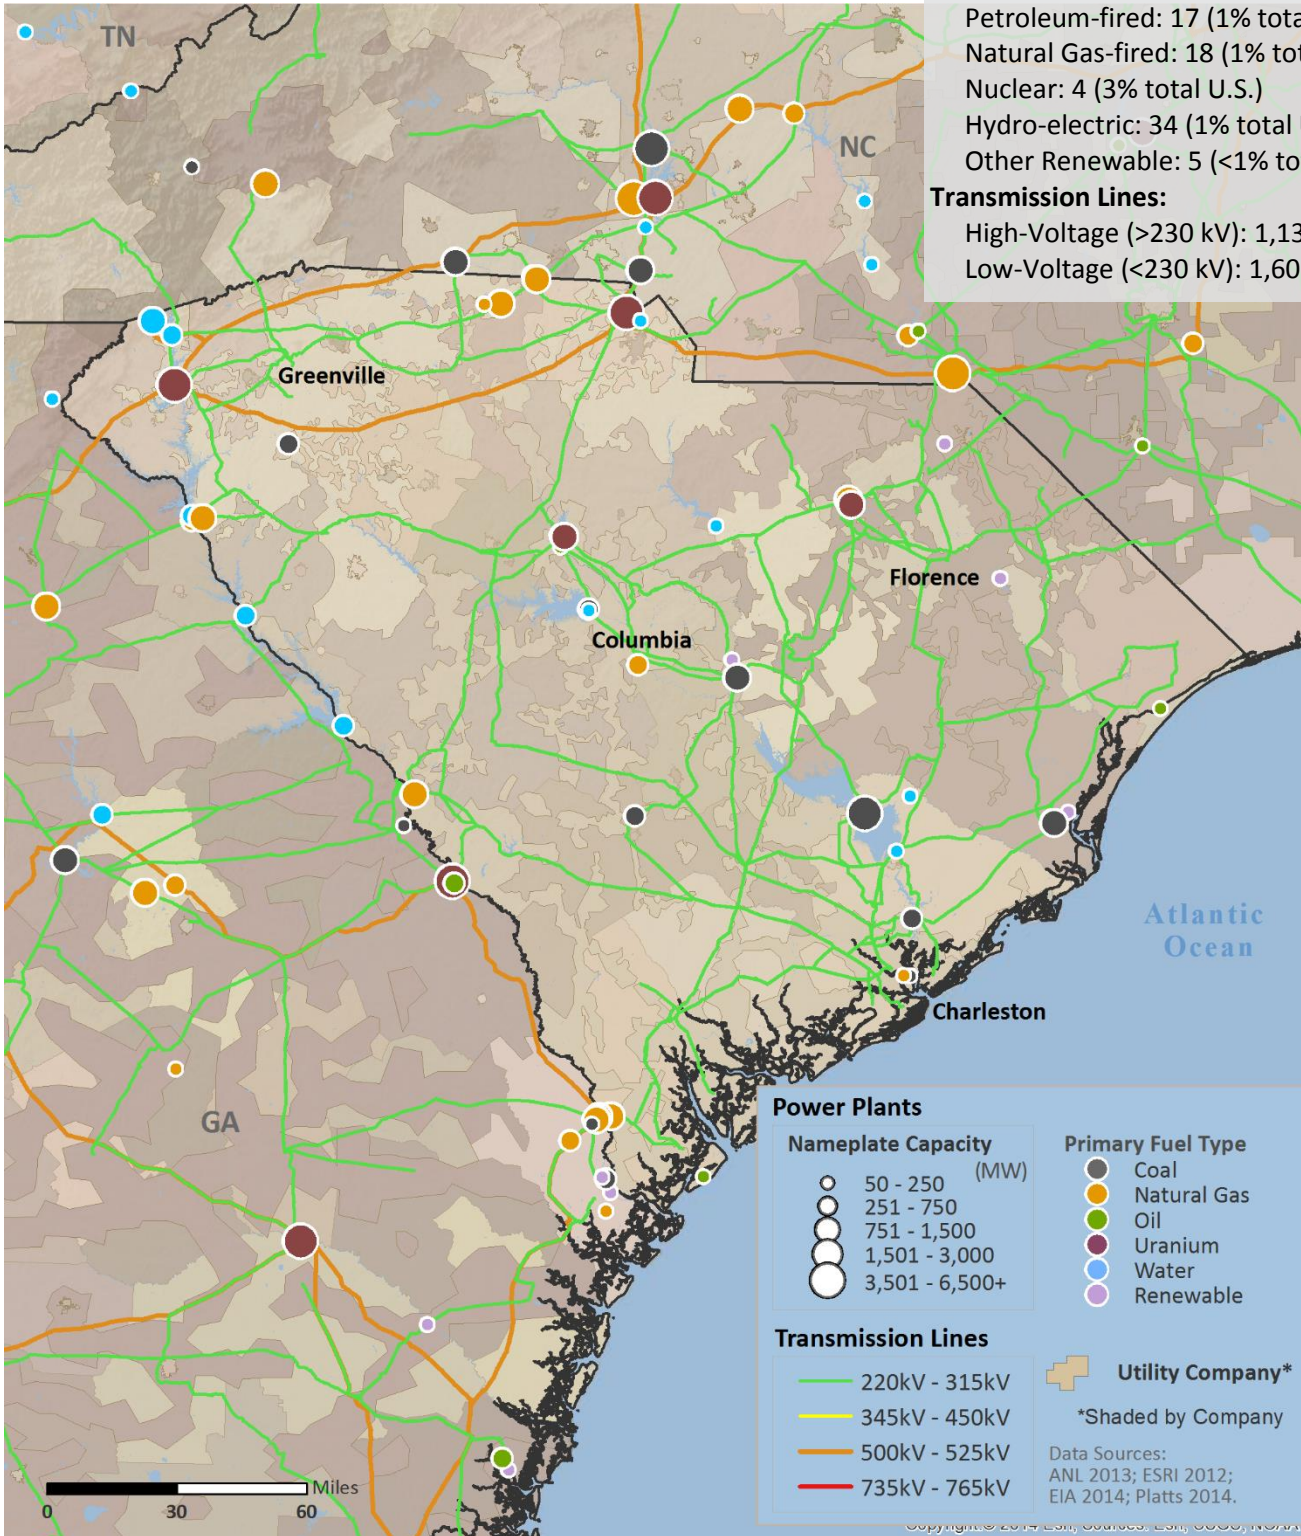 Petroleum-fired: 17 (1% tota
Natural Gas-fired: 18 (1% tot
Nuclear: 4 (3% total U.S.)
Hydro-electric: 34 (1% total
Other Renewable: 5 (<1% to
Transmission Lines:
High-Voltage (>230 kV): 1,13
Low-Voltage (<230 kV): 1,60
TN
NC
Greenville
Florence
Columbia
Atlantic
Ocean
Charleston
GA
Power Plants
Nameplate Capacity
(MW)
50 - 250
251 - 750
751 - 1,500
1,501 - 3,000
3,501 - 6,500+
Primary Fuel Type
Coal
Natural Gas
Oil
Uranium
Water
Renewable
Transmission Lines
220kV - 315kV
345kV - 450kV
500kV - 525kV
735kV - 765kV
Utility Company*
*Shaded by Company
Data Sources:
ANL 2013; ESRI 2012;
EIA 2014; Platts 2014.
Miles
0 30 60